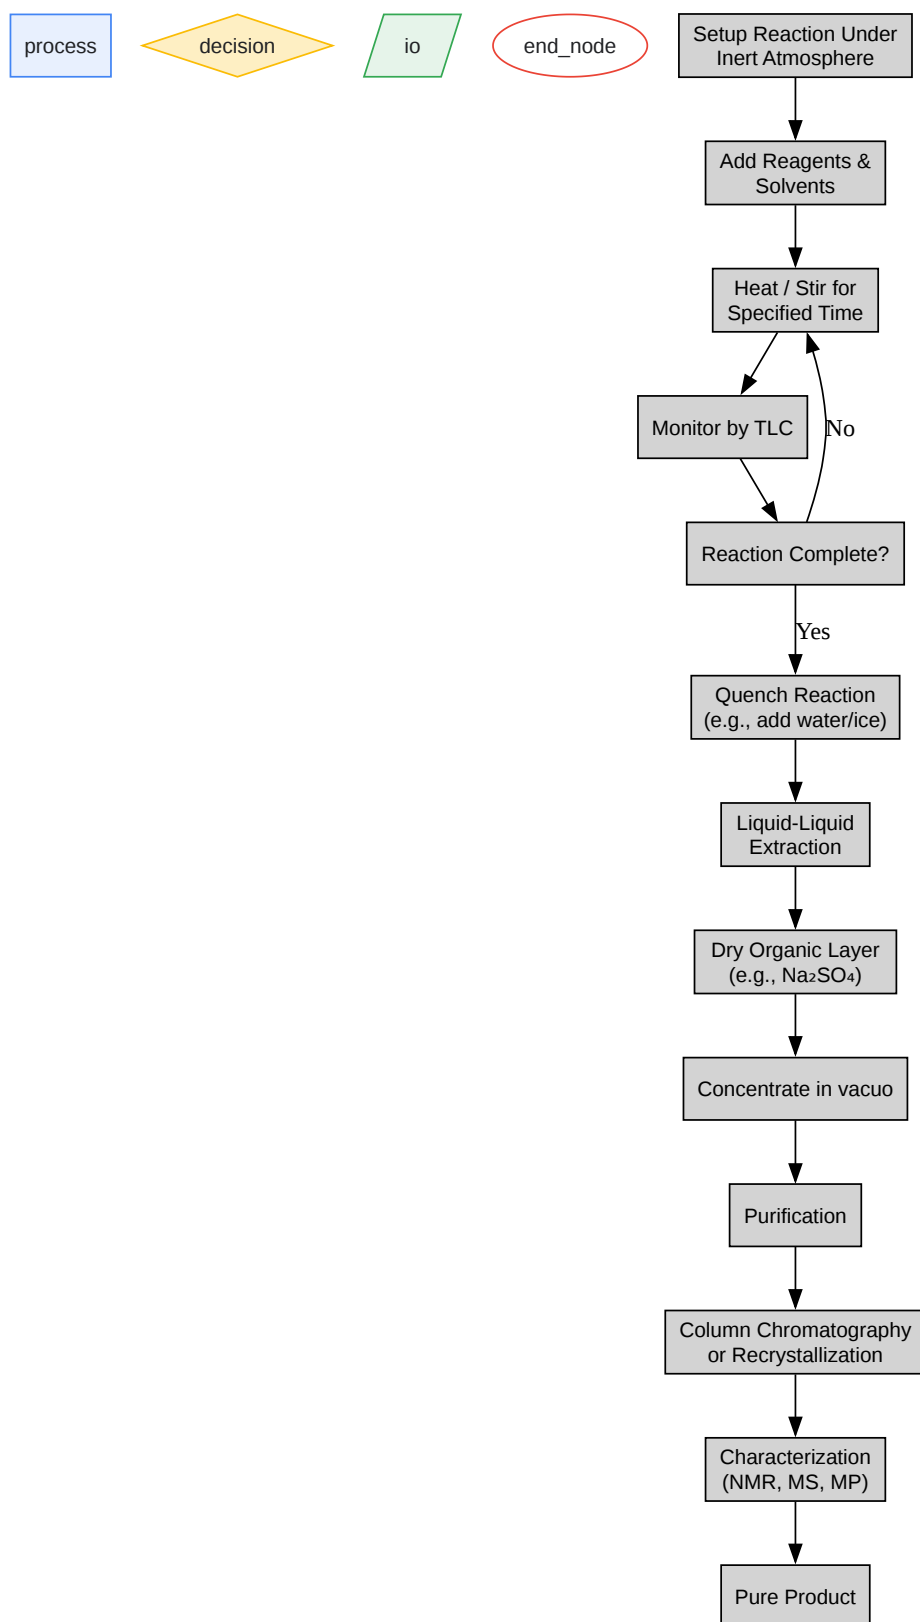 process
decision
io
end_node
Setup Reaction Under
Inert Atmosphere
Add Reagents &
Solvents
Heat / Stir for
Specified Time
Monitor by TLC
No
Reaction Complete?
Yes
Quench Reaction
(e.g., add water/ice)
Liquid-Liquid
Extraction
Dry Organic Layer
(e.g., Na₂SO₄)
Concentrate in vacuo
Purification
Column Chromatography
or Recrystallization
Characterization
(NMR, MS, MP)
Pure Product